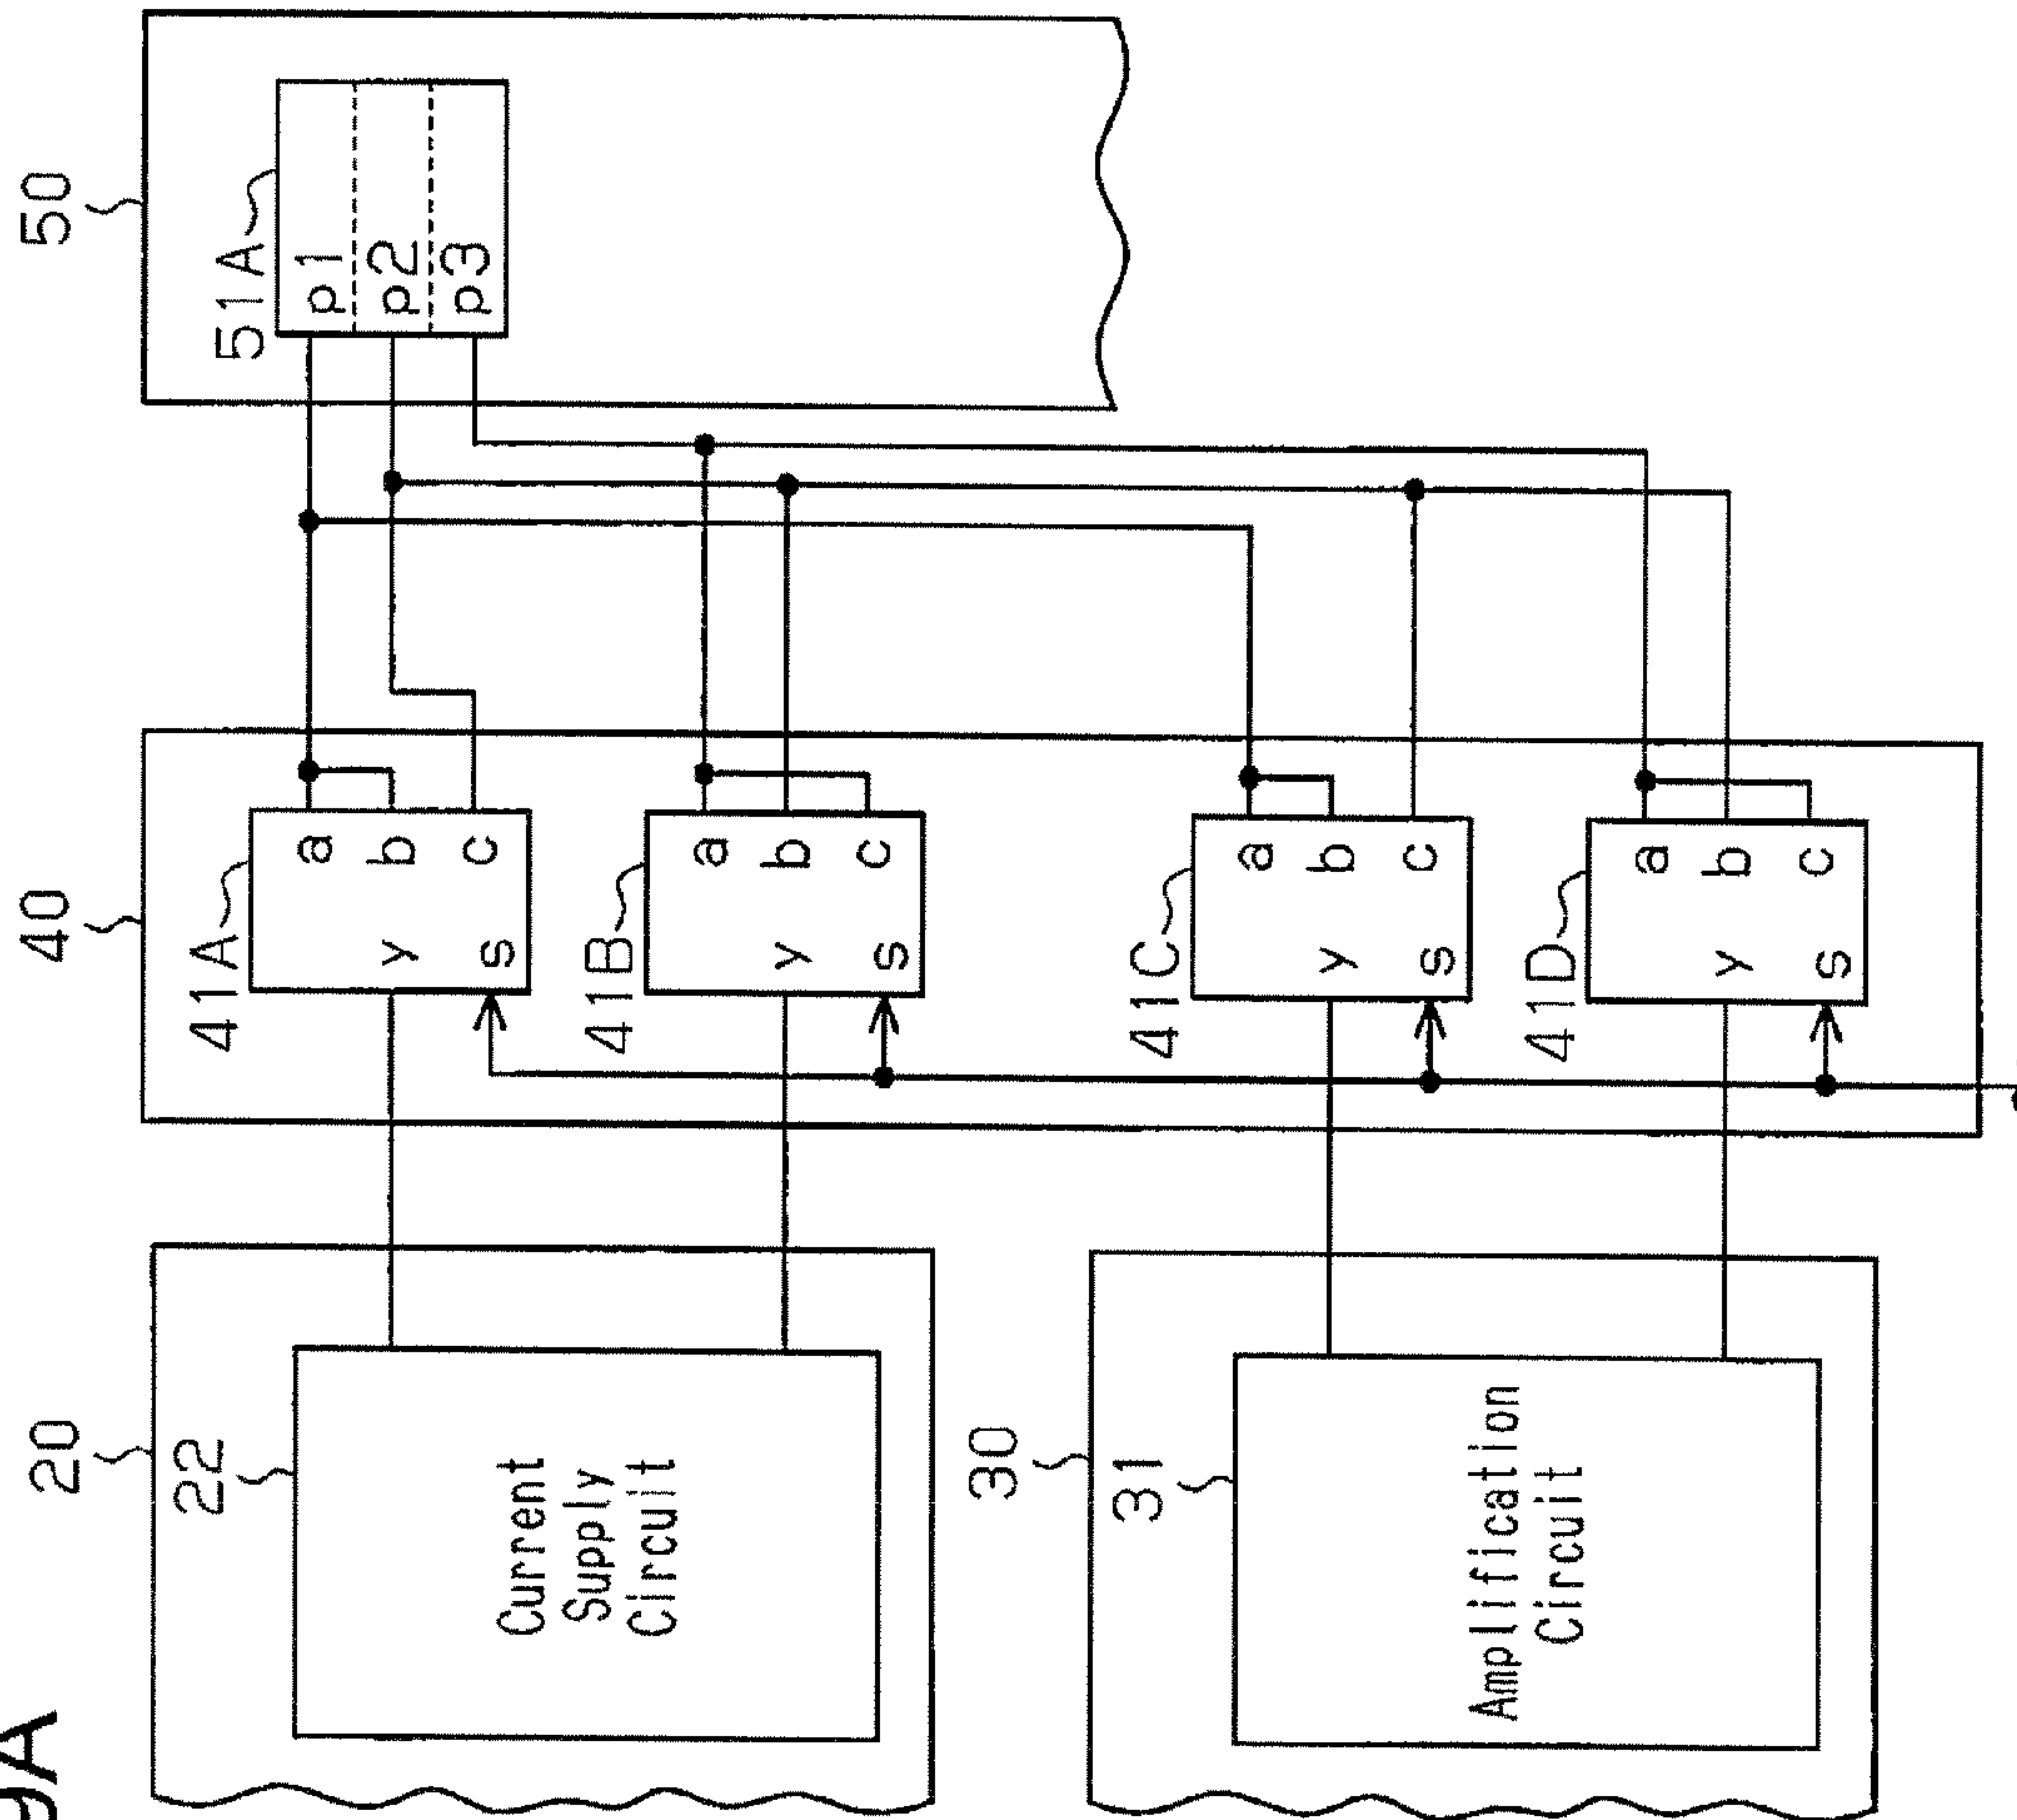 9A
20
22
Current
Supply
Circuit
30
31
Amplification
Circuit
40
41A
a
b
c
y
s
41B
a
b
c
y
s
41C
a
b
c
y
s
41D
a
b
c
y
s
50
51A
p1
p2
p3